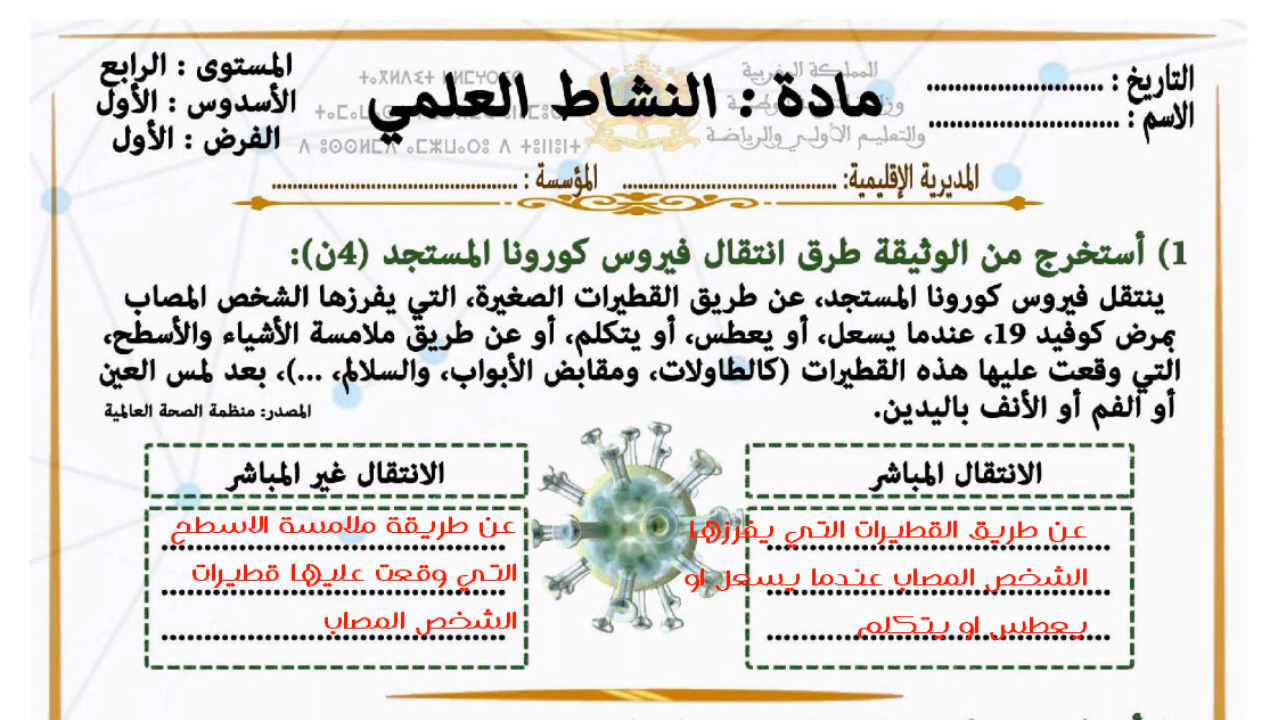 التاريخ : ..........................
الاسم : ............................
المملكة المغربية
والتعليم الأولي والرياضة
مادة : النشاط العلمي
المستوى : الرابع
الأسدوس : الأول
الفرض : الأول
المديرية الإقليمية: ........................................ المؤسسة : ..............................................
1) أستخرج من الوثيقة طرق انتقال فيروس كورونا المستجد (4ن):
ينتقل فيروس كورونا المستجد، عن طريق القطيرات الصغيرة، التي يفرزها الشخص المصاب
بمرض كوفيد 19، عندما يسعل، أو يعطس، أو يتكلم، أو عن طريق ملامسة الأشياء والأسطح،
التي وقعت عليها هذه القطيرات (كالطاولات، ومقابض الأبواب، والسلالم، ...)، بعد لمس العين
أو الفم أو الأنف باليدين.
المصدر: منظمة الصحة العالمية
الانتقال المباشر
عن طريق القطيرات التي يفرزها
الشخص المصاب عندما يسعل او
يعطس او يتكلم
الانتقال غير المباشر
عن طريقة ملامسة الاسطح
التي وقعت عليها قطيرات
الشخص المصاب